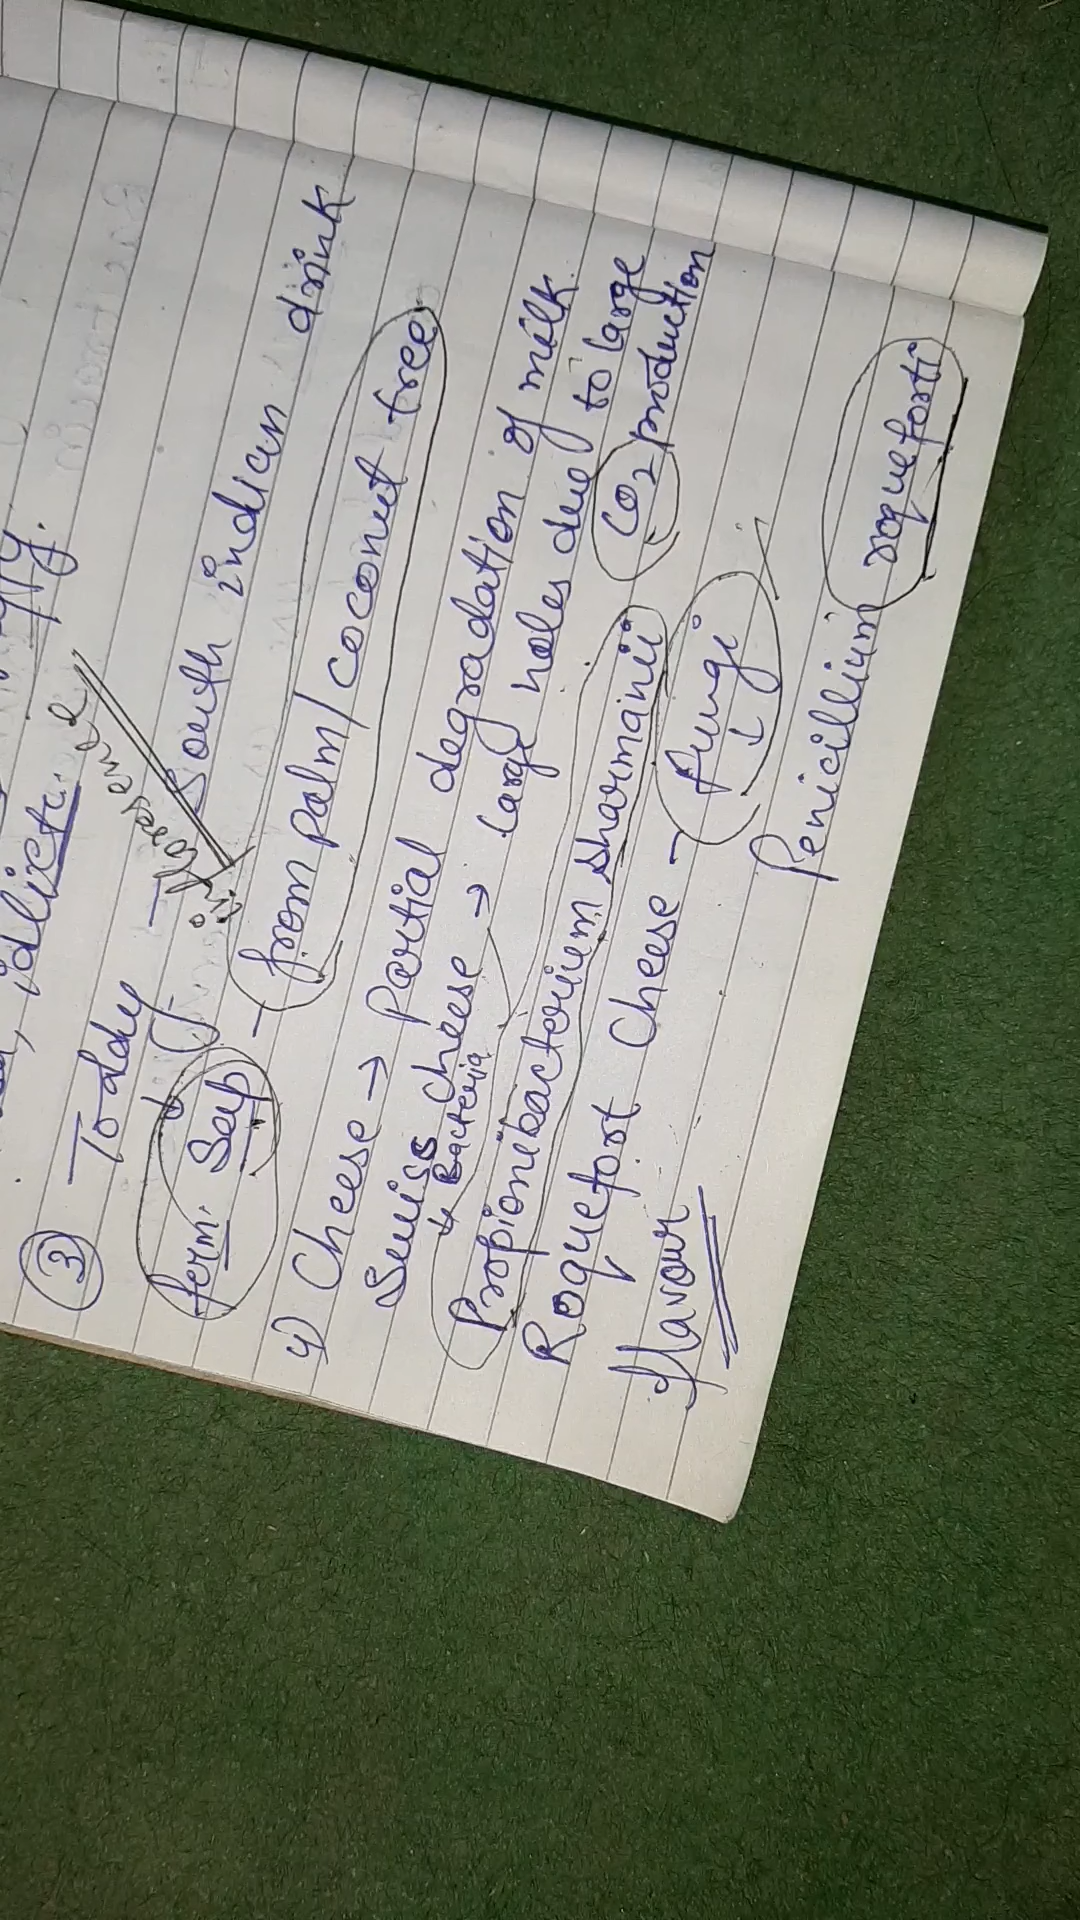 idli etc.
③ - Toddy - South indian drink
ferm. Sap - from palm/coconut tree
4) Cheese → Partial degradation of milk.
Swiss cheese → large holes due to large
↳ Bacteria CO2 production
Propionibacterium sharmanii
Roquefort Cheese - fungi
flavour Penicillium roqueforti